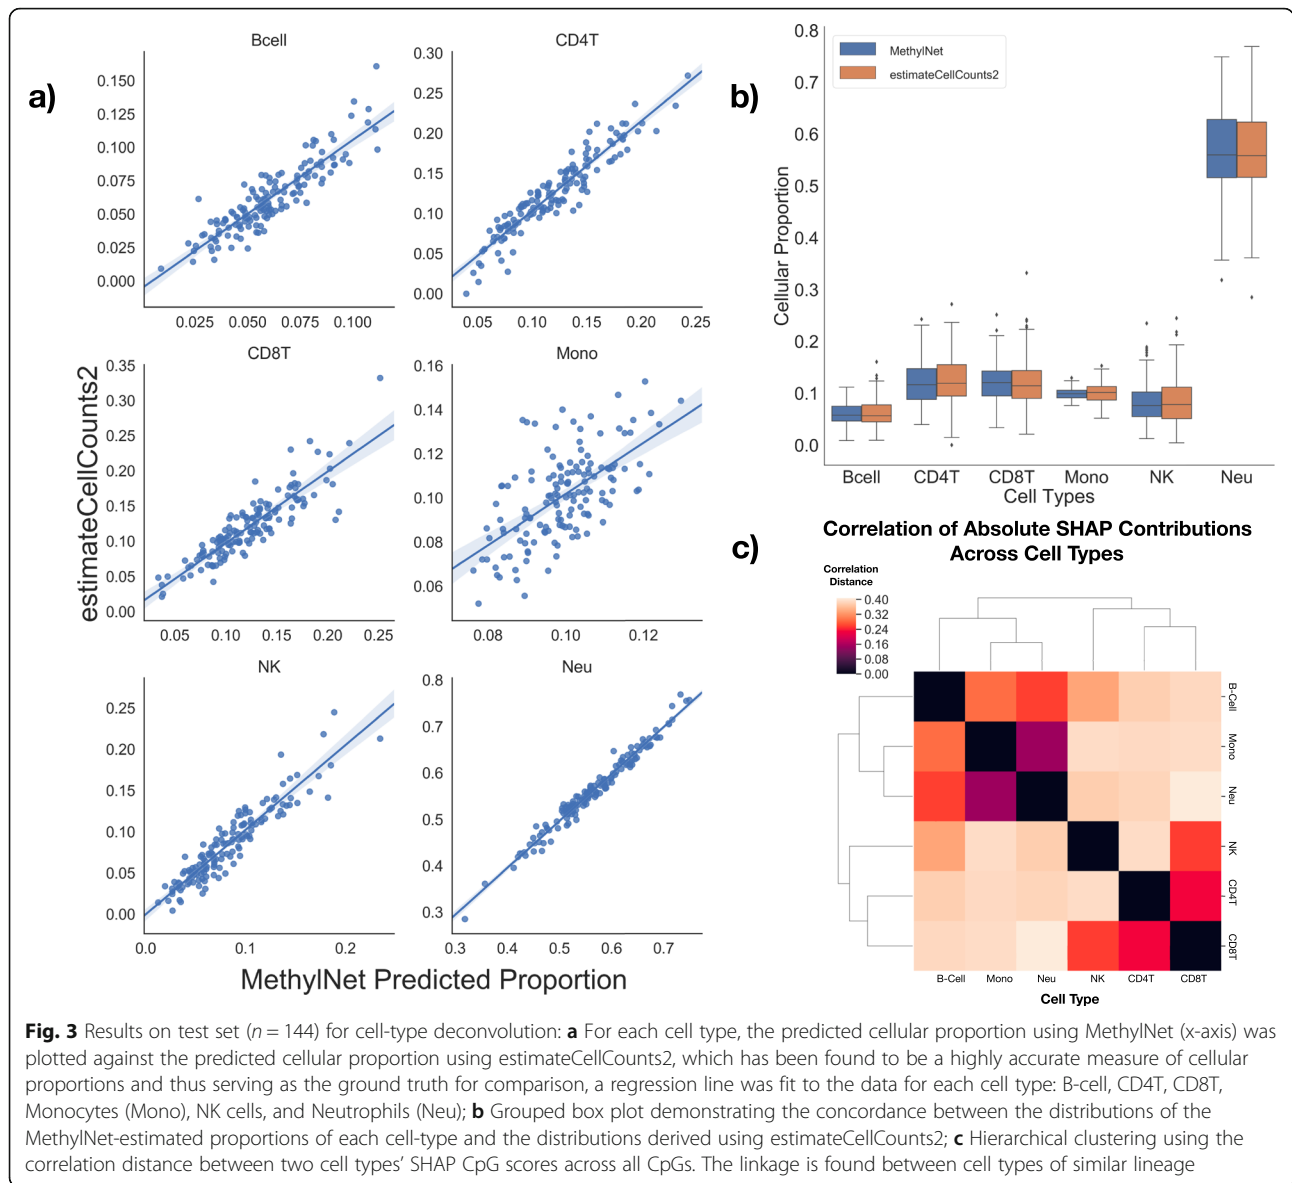 a)
Bcell
0.150
0.125
0.100
0.075
0.050
0.025
0.000
0.025 0.050 0.075 0.100
CD4T
0.30
0.25
0.20
0.15
0.10
0.05
0.00
0.05 0.10 0.15 0.20 0.25
CD8T
0.35
0.30
0.25
0.20
0.15
0.10
0.05
0.00
0.05 0.10 0.15 0.20 0.25
Mono
0.16
0.14
0.12
0.10
0.08
0.06
0.08 0.10 0.12
NK
0.25
0.20
0.15
0.10
0.05
0.00
0.0 0.1 0.2
Neu
0.8
0.7
0.6
0.5
0.4
0.3
0.3 0.4 0.5 0.6 0.7
estimateCellCounts2
MethylNet Predicted Proportion
b)
MethylNet
estimateCellCounts2
Cellular Proportion
0.8
0.7
0.6
0.5
0.4
0.3
0.2
0.1
0.0
Bcell CD4T CD8T Mono NK Neu
Cell Types
c)
Correlation of Absolute SHAP Contributions
Across Cell Types
Correlation
Distance
0.40
0.32
0.24
0.16
0.08
0.00
B-Cell
Mono
Neu
NK
CD4T
CD8T
B-Cell Mono Neu NK CD4T CD8T
Cell Type
Fig. 3 Results on test set (n = 144) for cell-type deconvolution: a For each cell type, the predicted cellular proportion using MethylNet (x-axis) was
plotted against the predicted cellular proportion using estimateCellCounts2, which has been found to be a highly accurate measure of cellular
proportions and thus serving as the ground truth for comparison, a regression line was fit to the data for each cell type: B-cell, CD4T, CD8T,
Monocytes (Mono), NK cells, and Neutrophils (Neu); b Grouped box plot demonstrating the concordance between the distributions of the
MethylNet-estimated proportions of each cell-type and the distributions derived using estimateCellCounts2; c Hierarchical clustering using the
correlation distance between two cell types’ SHAP CpG scores across all CpGs. The linkage is found between cell types of similar lineage